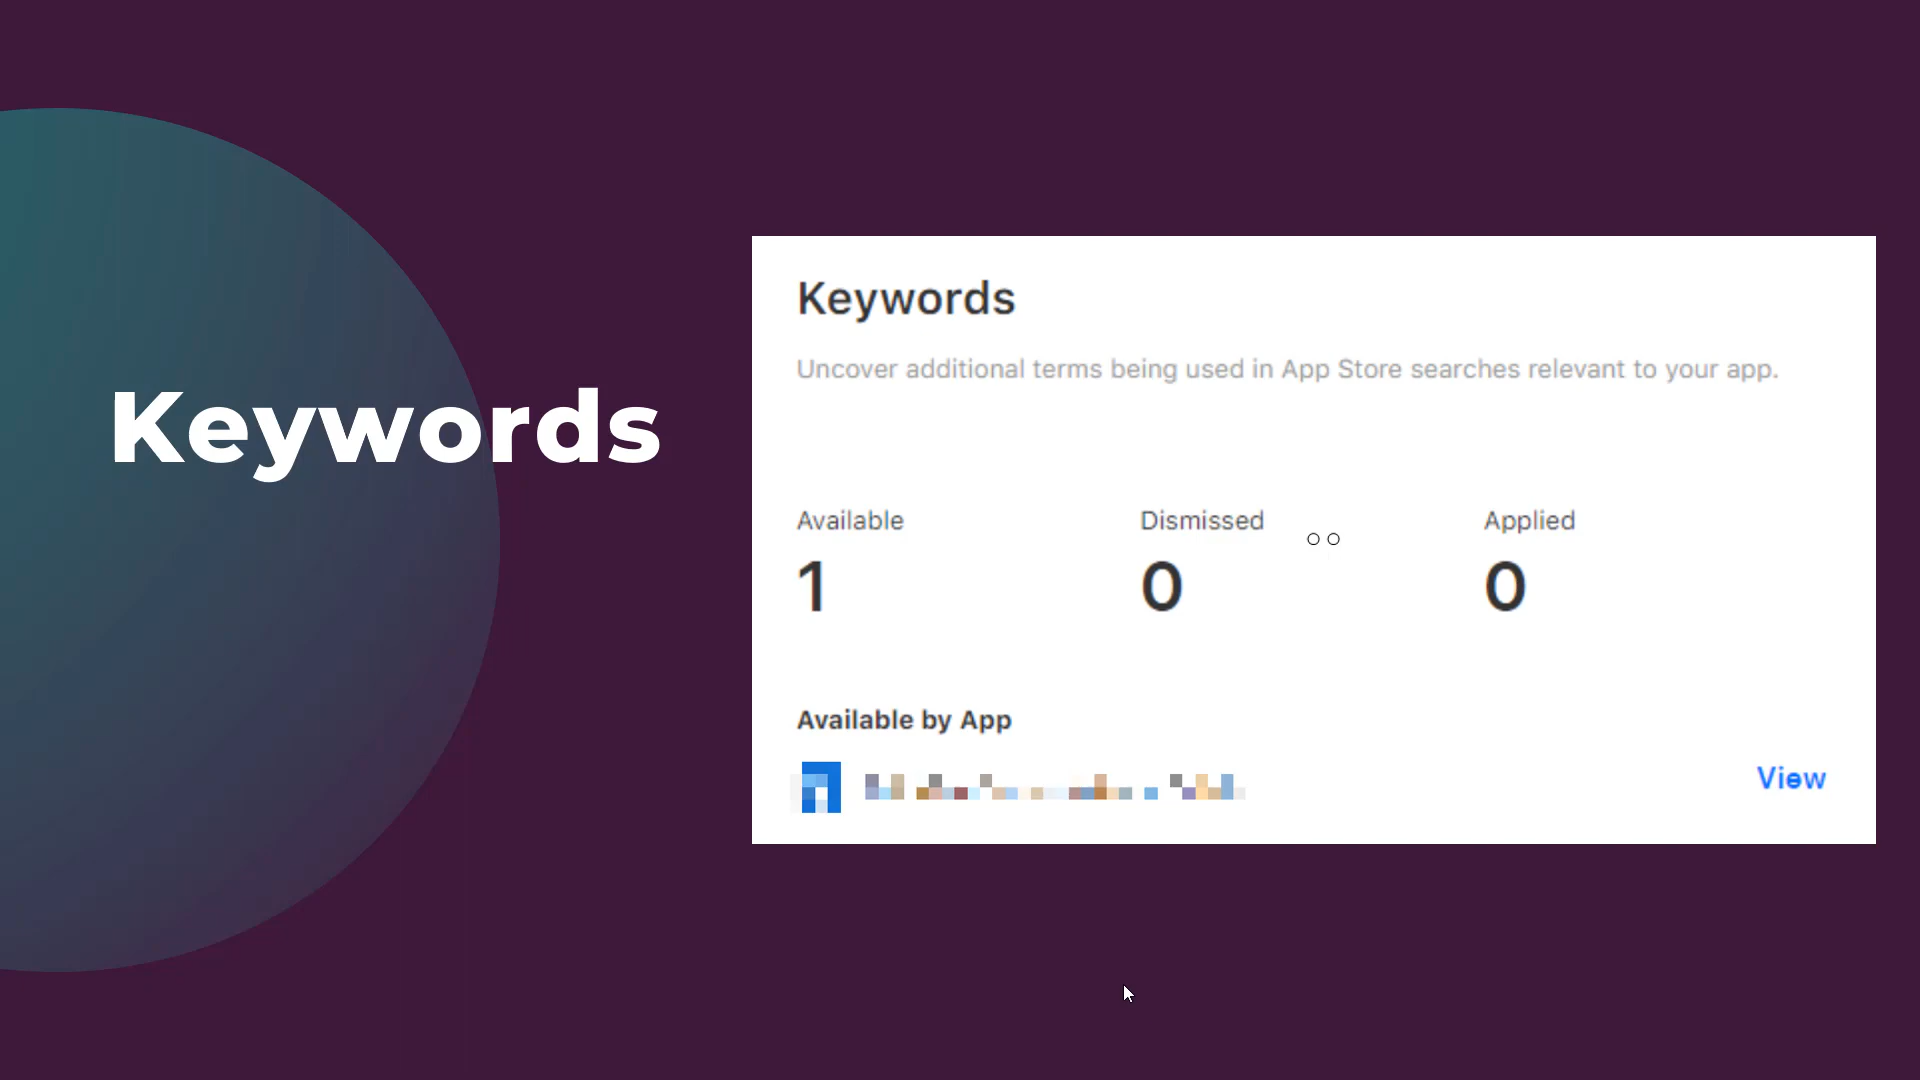 Keywords
Keywords
Uncover additional terms being used in App Store searches relevant to your app.
Available Dismissed Applied
1 0 0
Available by App
View